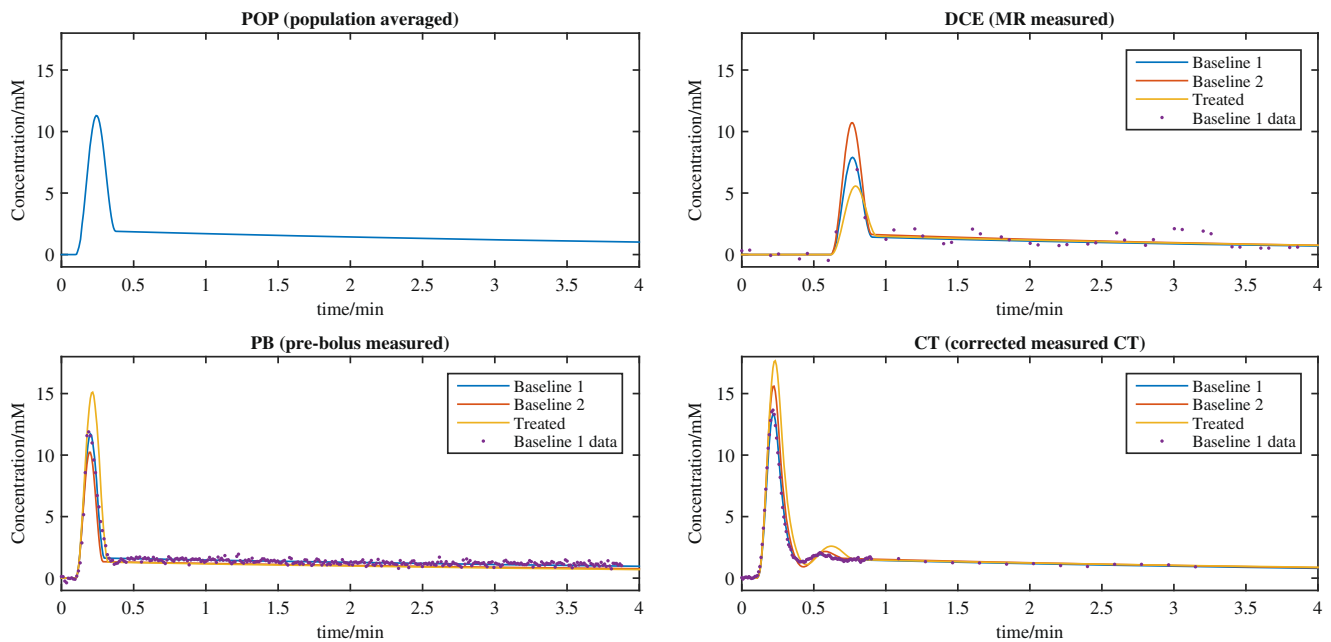 POP (population averaged)
Concentration/mM
15
10
5
0
0 0.5 1 1.5 2 2.5 3 3.5 4
time/min
DCE (MR measured)
Concentration/mM
15
10
5
0
0 0.5 1 1.5 2 2.5 3 3.5 4
time/min
Baseline 1
Baseline 2
Treated
Baseline 1 data
PB (pre-bolus measured)
Concentration/mM
15
10
5
0
0 0.5 1 1.5 2 2.5 3 3.5 4
time/min
Baseline 1
Baseline 2
Treated
Baseline 1 data
CT (corrected measured CT)
Concentration/mM
15
10
5
0
0 0.5 1 1.5 2 2.5 3 3.5 4
time/min
Baseline 1
Baseline 2
Treated
Baseline 1 data